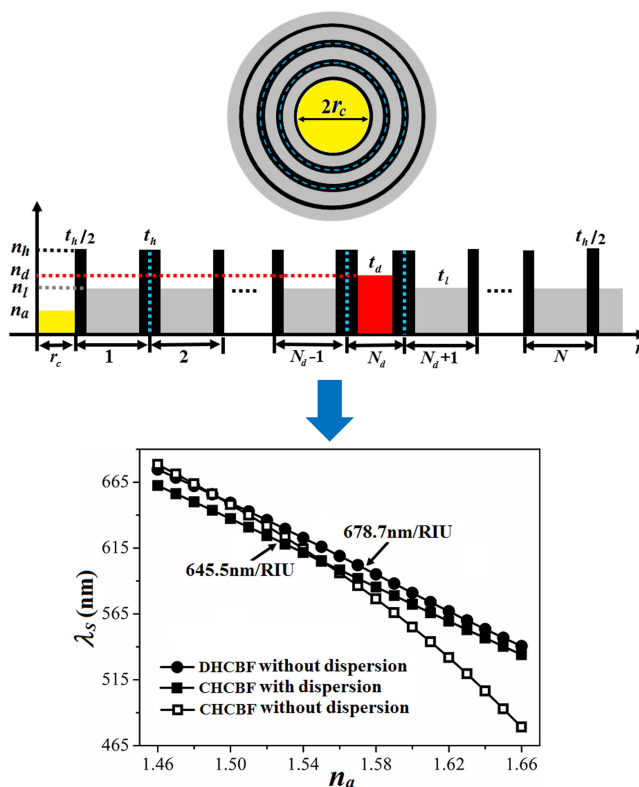 2r_c
n_h
t_h/2
t_h
t_h/2
n_d
t_d
n_l
t_l
n_a
r_c
1
2
N_d-1
N_d
N_d+1
N
r
λ_S (nm)
665
615
565
515
465
678.7nm/RIU
645.5nm/RIU
DHCBF without dispersion
CHCBF with dispersion
CHCBF without dispersion
1.46 1.50 1.54 1.58 1.62 1.66
n_a